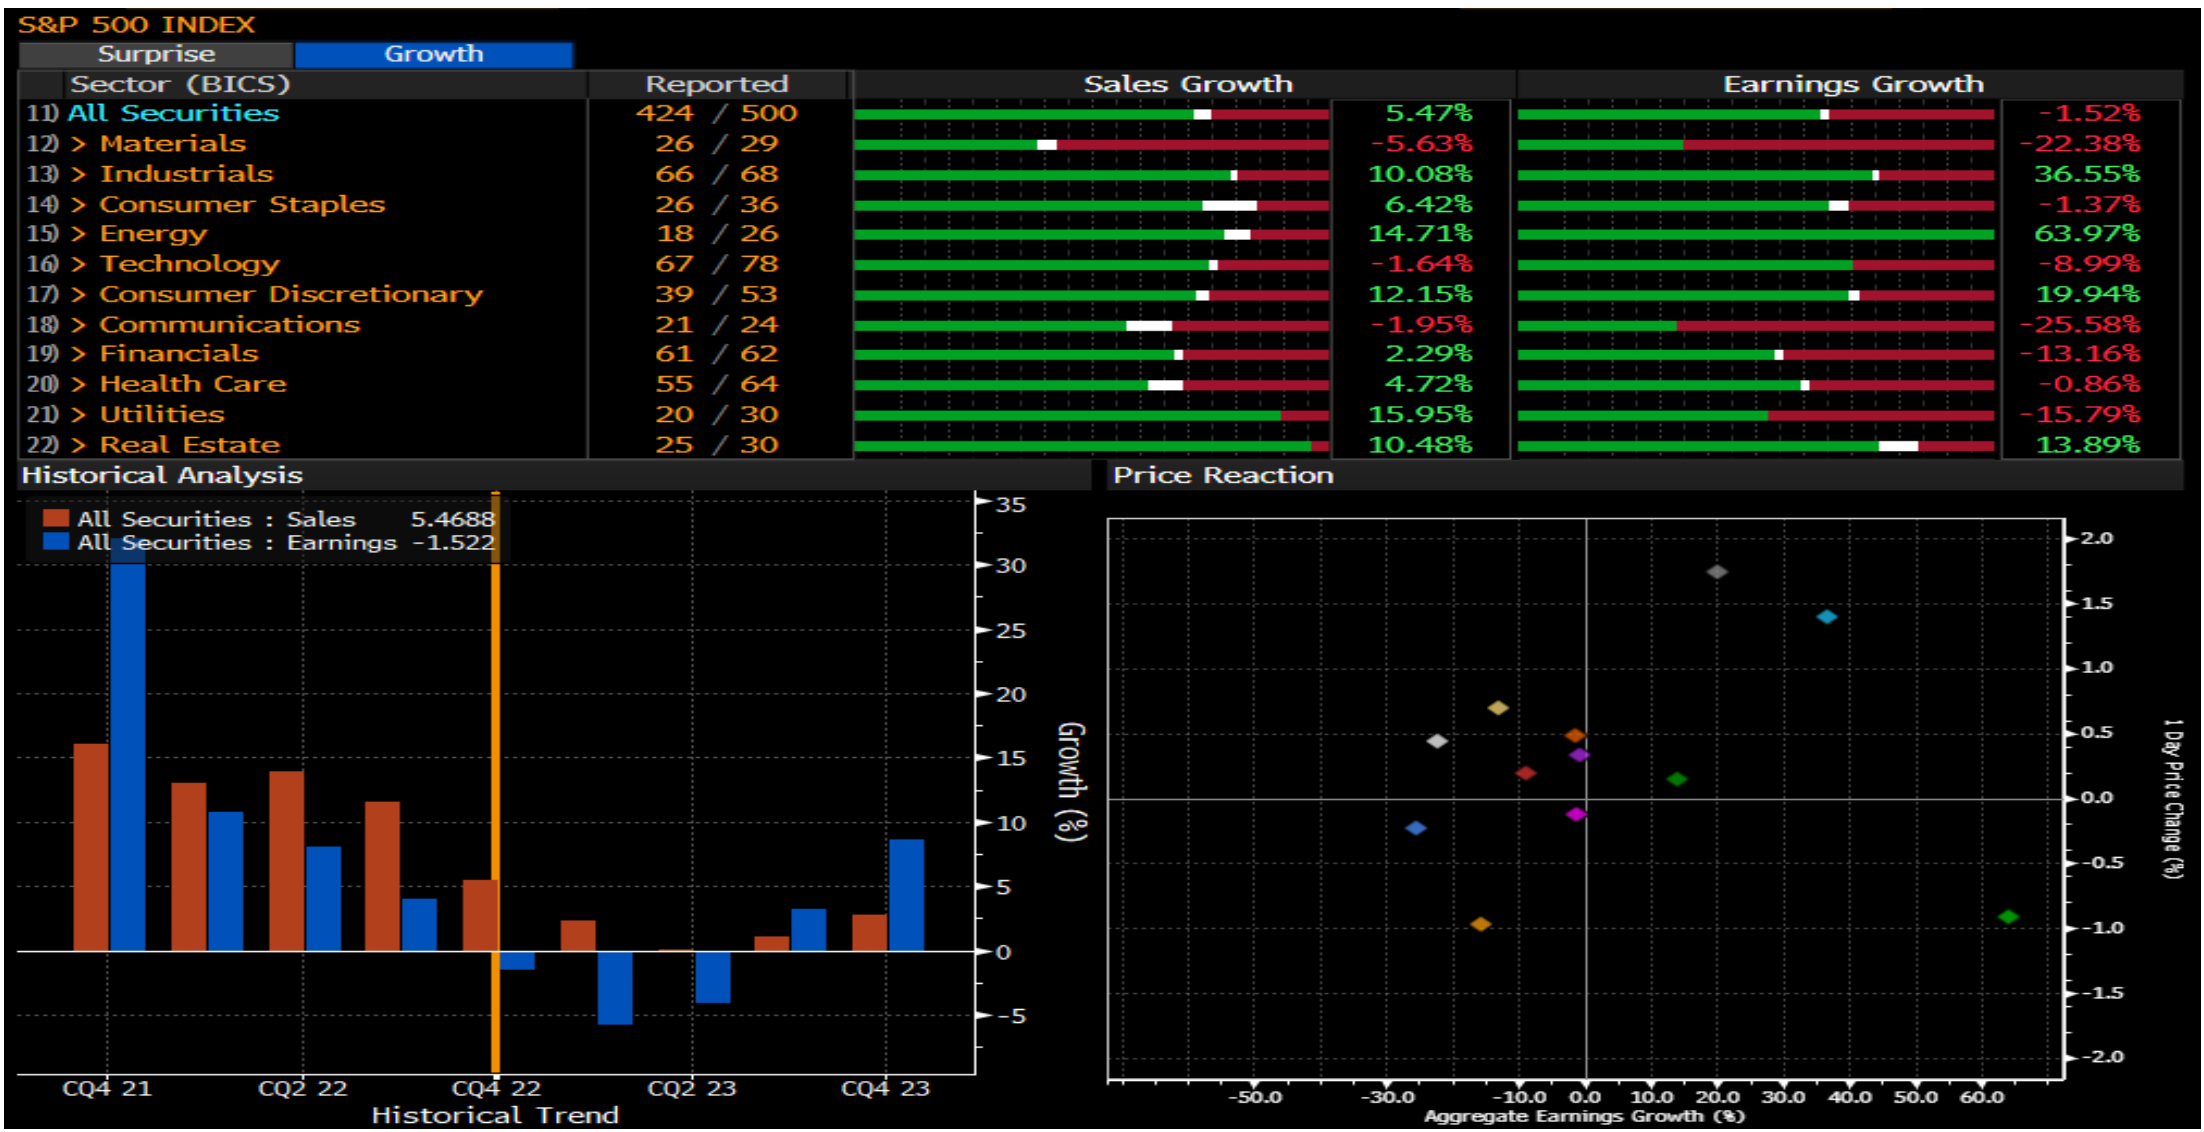 S&P 500 INDEX
Surprise Growth
Sector (BICS) Reported Sales Growth Earnings Growth
11) All Securities 424 / 500 5.47% -1.52%
12) > Materials 26 / 29 -5.63% -22.38%
13) > Industrials 66 / 68 10.08% 36.55%
14) > Consumer Staples 26 / 36 6.42% -1.37%
15) > Energy 18 / 26 14.71% 63.97%
16) > Technology 67 / 78 -1.64% -8.99%
17) > Consumer Discretionary 39 / 53 12.15% 19.94%
18) > Communications 21 / 24 -1.95% -25.58%
19) > Financials 61 / 62 2.29% -13.16%
20) > Health Care 55 / 64 4.72% -0.86%
21) > Utilities 20 / 30 15.95% -15.79%
22) > Real Estate 25 / 30 10.48% 13.89%
Historical Analysis
All Securities : Sales 5.4688
All Securities : Earnings -1.522
35
30
25
20
15
10
5
0
-5
Growth (%)
CQ4 21 CQ2 22 CQ4 22 CQ2 23 CQ4 23
Historical Trend
Price Reaction
2.0
1.5
1.0
0.5
0.0
-0.5
-1.0
-1.5
-2.0
1 Day Price Change (%)
-50.0 -30.0 -10.0 0.0 10.0 20.0 30.0 40.0 50.0 60.0
Aggregate Earnings Growth (%)